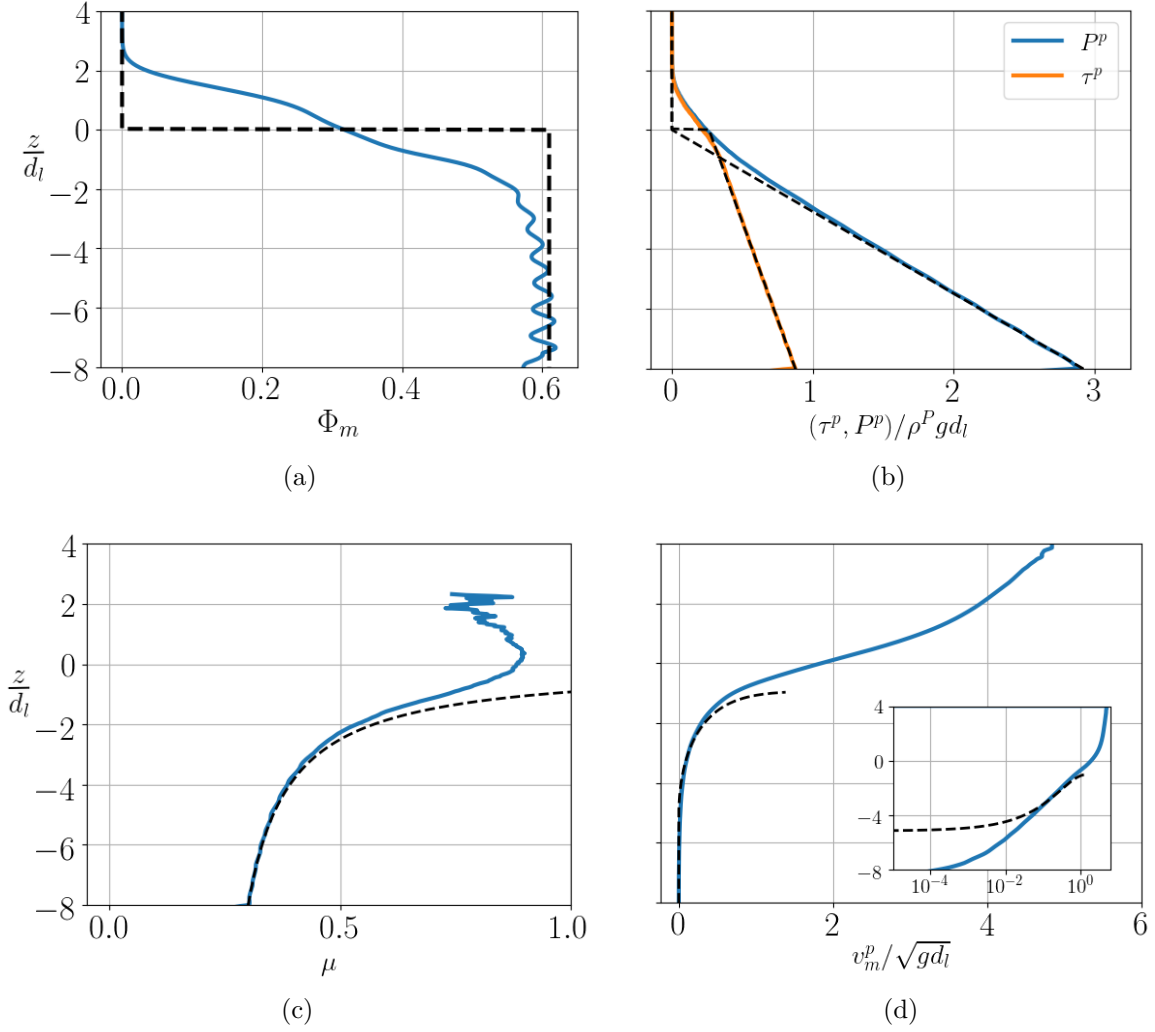 4
2
0
−2
−4
−6
−8
z/d_l
0.0 0.2 0.4 0.6
Φ_m
(a)
P^p
τ^p
0 1 2 3
(τ^p, P^p)/ρ^P g d_l
(b)
4
2
0
−2
−4
−6
−8
z/d_l
0.0 0.5 1.0
μ
(c)
4
0
−4
−8
10^−4 10^−2 10^0
0 2 4 6
v_m^p/√gd_l
(d)